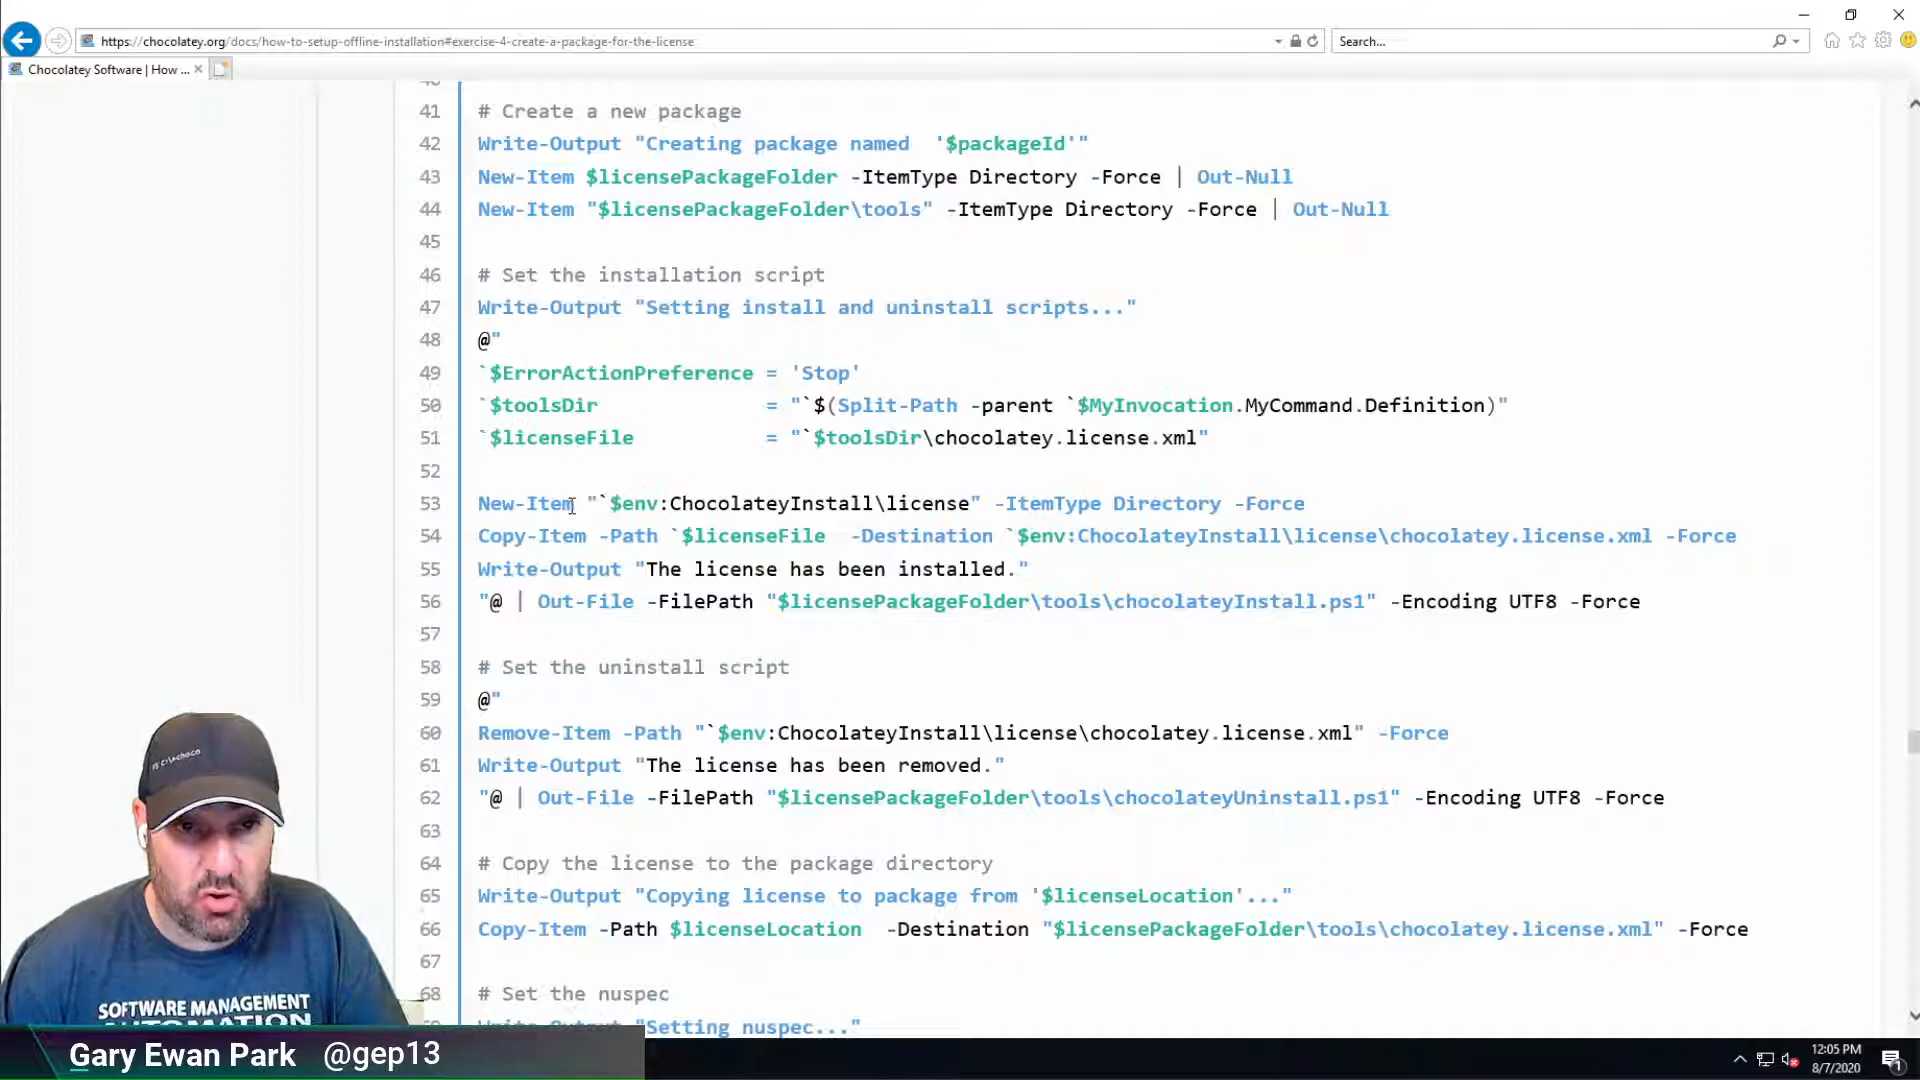 https://chocolatey.org/docs/how-to-setup-offline-installation#exercise-4-create-a-package-for-the-license
Search...
Chocolatey Software | How ...
41 # Create a new package
42 Write-Output "Creating package named  '$packageId'"
43 New-Item $licensePackageFolder -ItemType Directory -Force | Out-Null
44 New-Item "$licensePackageFolder\tools" -ItemType Directory -Force | Out-Null
45
46 # Set the installation script
47 Write-Output "Setting install and uninstall scripts..."
48 @"
49 `$ErrorActionPreference = 'Stop'
50 `$toolsDir              = "`$(Split-Path -parent `$MyInvocation.MyCommand.Definition)"
51 `$licenseFile           = "`$toolsDir\chocolatey.license.xml"
52
53 New-Item "`$env:ChocolateyInstall\license" -ItemType Directory -Force
54 Copy-Item -Path `$licenseFile  -Destination `$env:ChocolateyInstall\license\chocolatey.license.xml -Force
55 Write-Output "The license has been installed."
56 "@ | Out-File -FilePath "$licensePackageFolder\tools\chocolateyInstall.ps1" -Encoding UTF8 -Force
57
58 # Set the uninstall script
59 @"
60 Remove-Item -Path "`$env:ChocolateyInstall\license\chocolatey.license.xml" -Force
61 Write-Output "The license has been removed."
62 "@ | Out-File -FilePath "$licensePackageFolder\tools\chocolateyUninstall.ps1" -Encoding UTF8 -Force
63
64 # Copy the license to the package directory
65 Write-Output "Copying license to package from '$licenseLocation'..."
66 Copy-Item -Path $licenseLocation  -Destination "$licensePackageFolder\tools\chocolatey.license.xml" -Force
67
68 # Set the nuspec
Write-Output "Setting nuspec..."
SOFTWARE MANAGEMENT
AUTOMATION
Gary Ewan Park @gep13
12:05 PM
8/7/2020
1